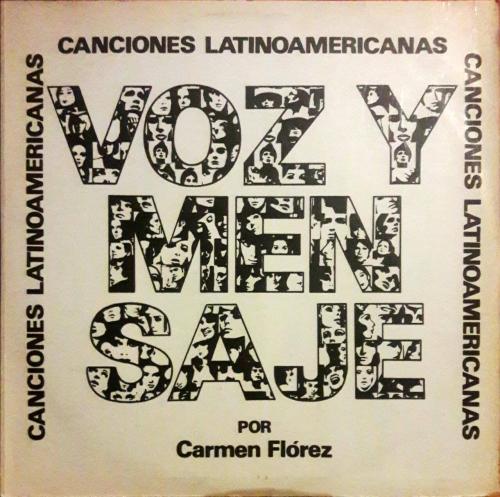 CANCIONES LATINOAMERICANAS
CANCIONES LATINOAMERICANAS
CANCIONES LATINOAMERICANAS
VOZ Y
MEN
SAJE
POR
Carmen Flórez